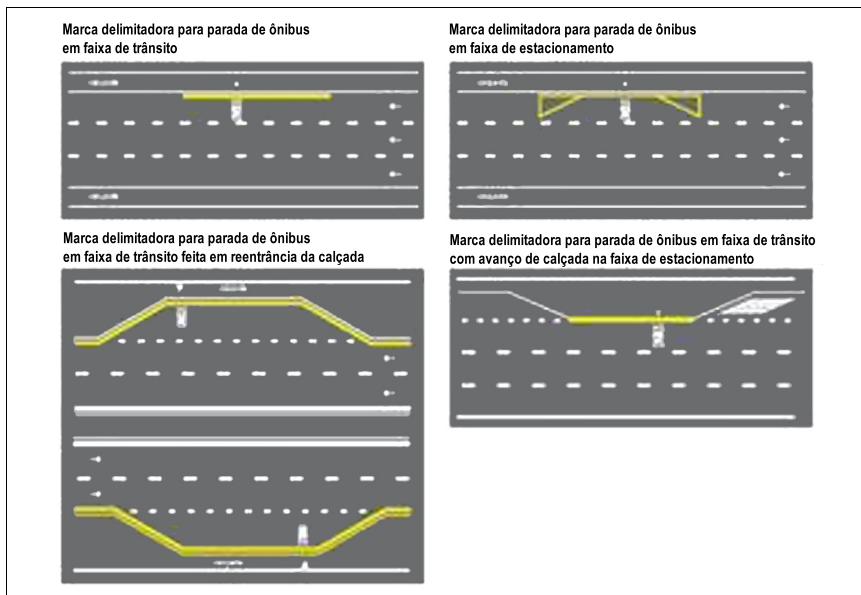 Marca delimitadora para parada de ônibus
em faixa de trânsito
Marca delimitadora para parada de ônibus
em faixa de estacionamento
Marca delimitadora para parada de ônibus
em faixa de trânsito feita em reentrância da calçada
Marca delimitadora para parada de ônibus em faixa de trânsito
com avanço de calçada na faixa de estacionamento